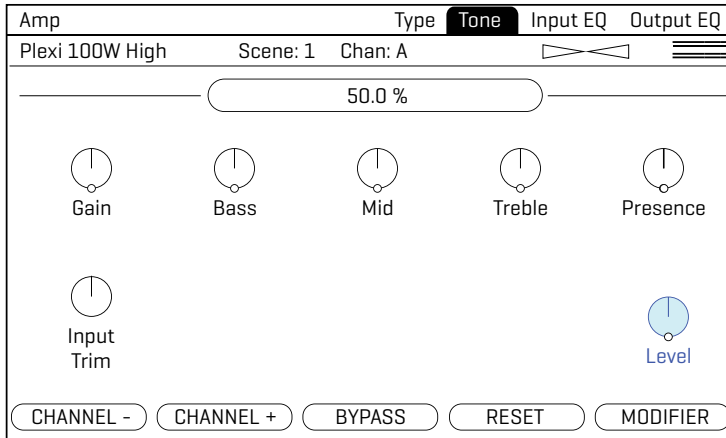 Amp Type Tone Input EQ Output EQ
Plexi 100W High Scene: 1 Chan: A
50.0 %
Gain Bass Mid Treble Presence
Input
Trim
Level
CHANNEL - CHANNEL + BYPASS RESET MODIFIER